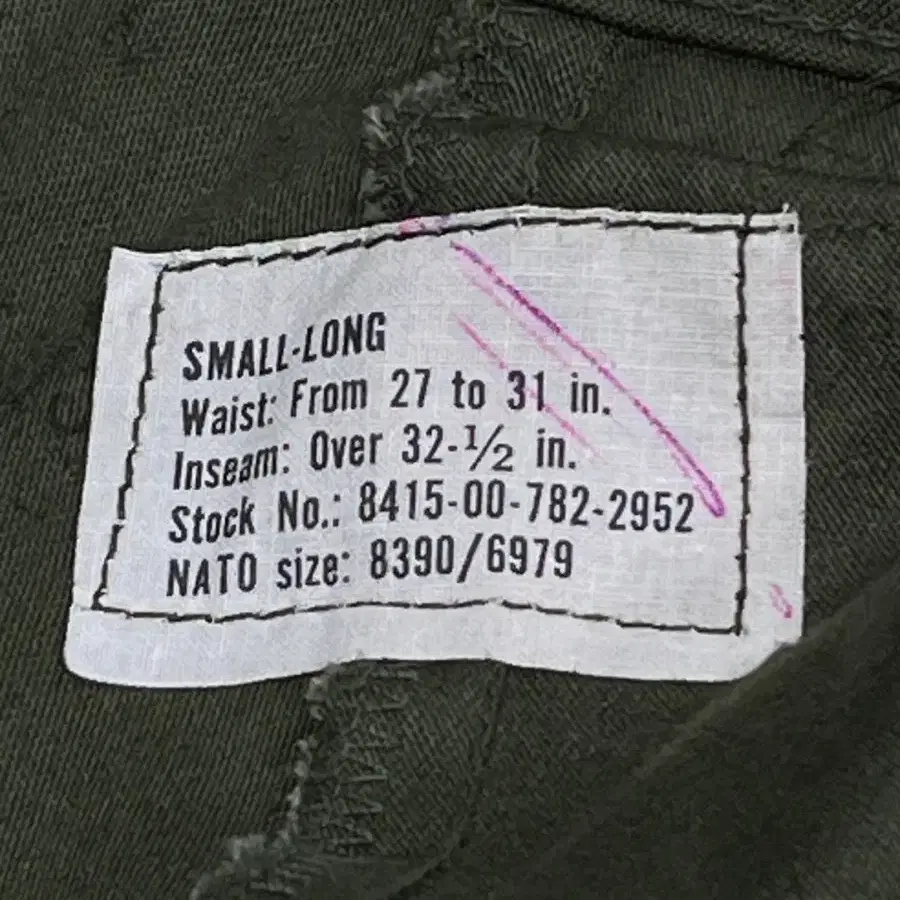 SMALL-LONG
Waist: From 27 to 31 in.
Inseam: Over 32-½ in.
Stock No.: 8415-00-782-2952
NATO size: 8390/6979